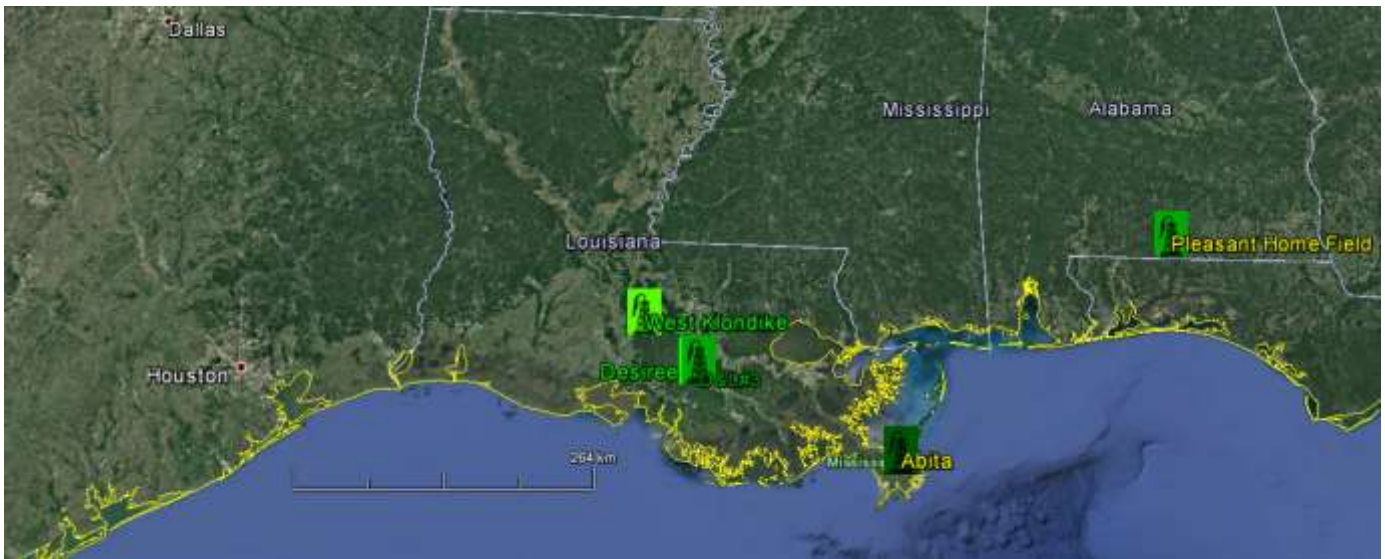 Dallas
Mississippi
Alabama
Louisiana
Pleasant Home Field
West Klondike
Houston
Desiree
264 km
Abita